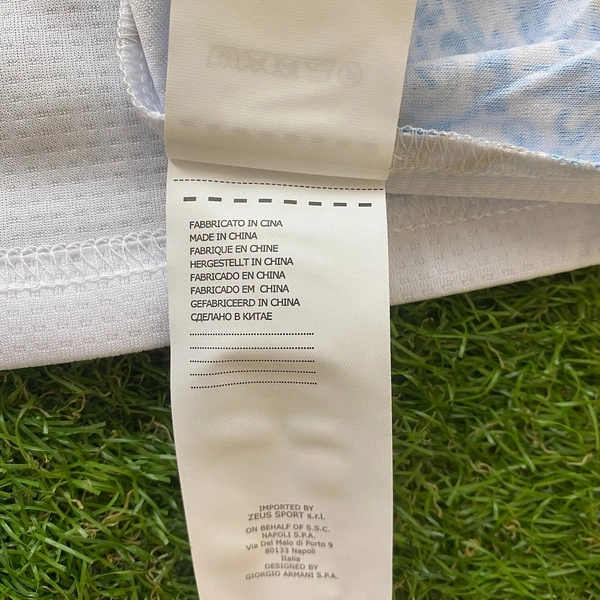 FABBRICATO IN CINA
MADE IN CHINA
FABRIQUE EN CHINE
HERGESTELLT IN CHINA
FABRICADO EN CHINA
FABRICADO EM CHINA
GEFABRICEERD IN CHINA
СДЕЛАНО В КИТАЕ
IMPORTED BY
ZEUS SPORT s.r.l.
ON BEHALF OF S.S.C.
NAPOLI S.P.A.
Via Del Maio di Porto 9
80133 Napoli
Italia
DESIGNED BY
GIORGIO ARMANI S.P.A.